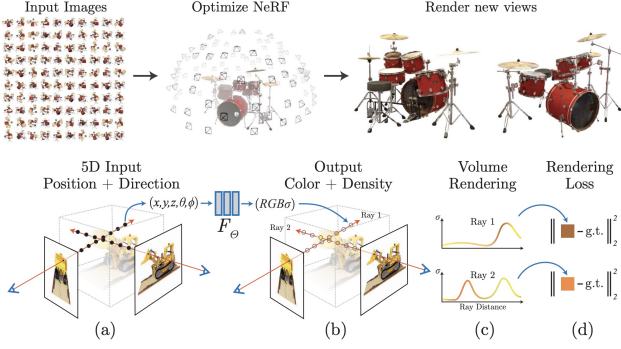 Input Images
Optimize NeRF
Render new views
5D Input
Position + Direction
Output
Color + Density
Volume
Rendering
Rendering
Loss
(x,y,z,θ,ϕ)
F_Θ
(RGBσ)
Ray 1
Ray 2
σ
Ray 1
σ
Ray 2
Ray Distance
‖ - g.t. ‖ 2 2
‖ - g.t. ‖ 2 2
(a)
(b)
(c)
(d)